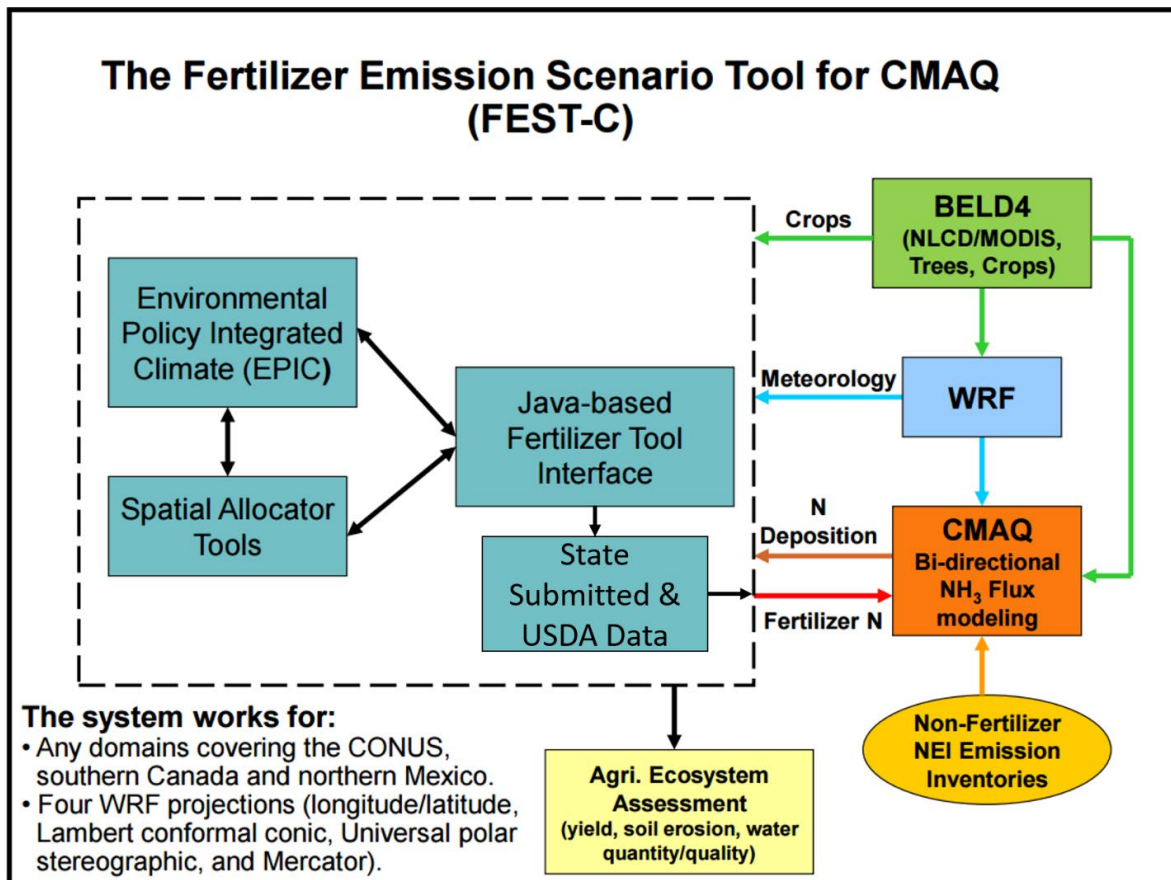 The Fertilizer Emission Scenario Tool for CMAQ
(FEST-C)
Environmental
Policy Integrated
Climate (EPIC)
Spatial Allocator
Tools
Java-based
Fertilizer Tool
Interface
State
Submitted &
USDA Data
Crops
Meteorology
N
Deposition
Fertilizer N
BELD4
(NLCD/MODIS,
Trees, Crops)
WRF
CMAQ
Bi-directional
NH₃ Flux
modeling
Non-Fertilizer
NEI Emission
Inventories
Agri. Ecosystem
Assessment
(yield, soil erosion, water
quantity/quality)
The system works for:
• Any domains covering the CONUS,
southern Canada and northern Mexico.
• Four WRF projections (longitude/latitude,
Lambert conformal conic, Universal polar
stereographic, and Mercator).